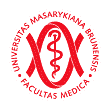 UNIVERSITAS MASARYKIANA BRUNENSIS
• FACULTAS MEDICA •